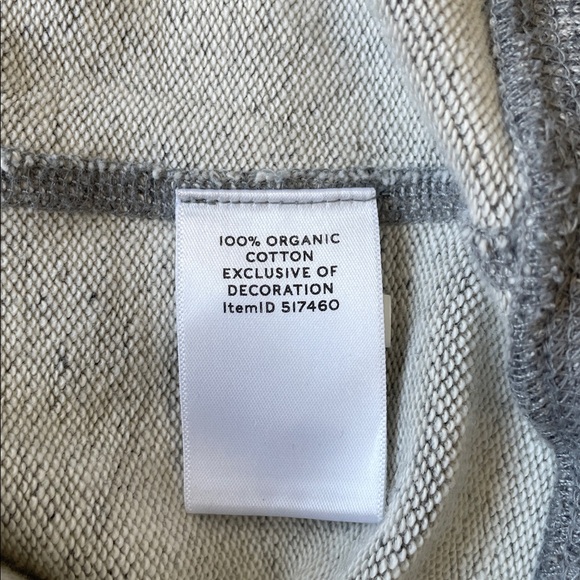 100% ORGANIC
COTTON
EXCLUSIVE OF
DECORATION
ItemID 517460